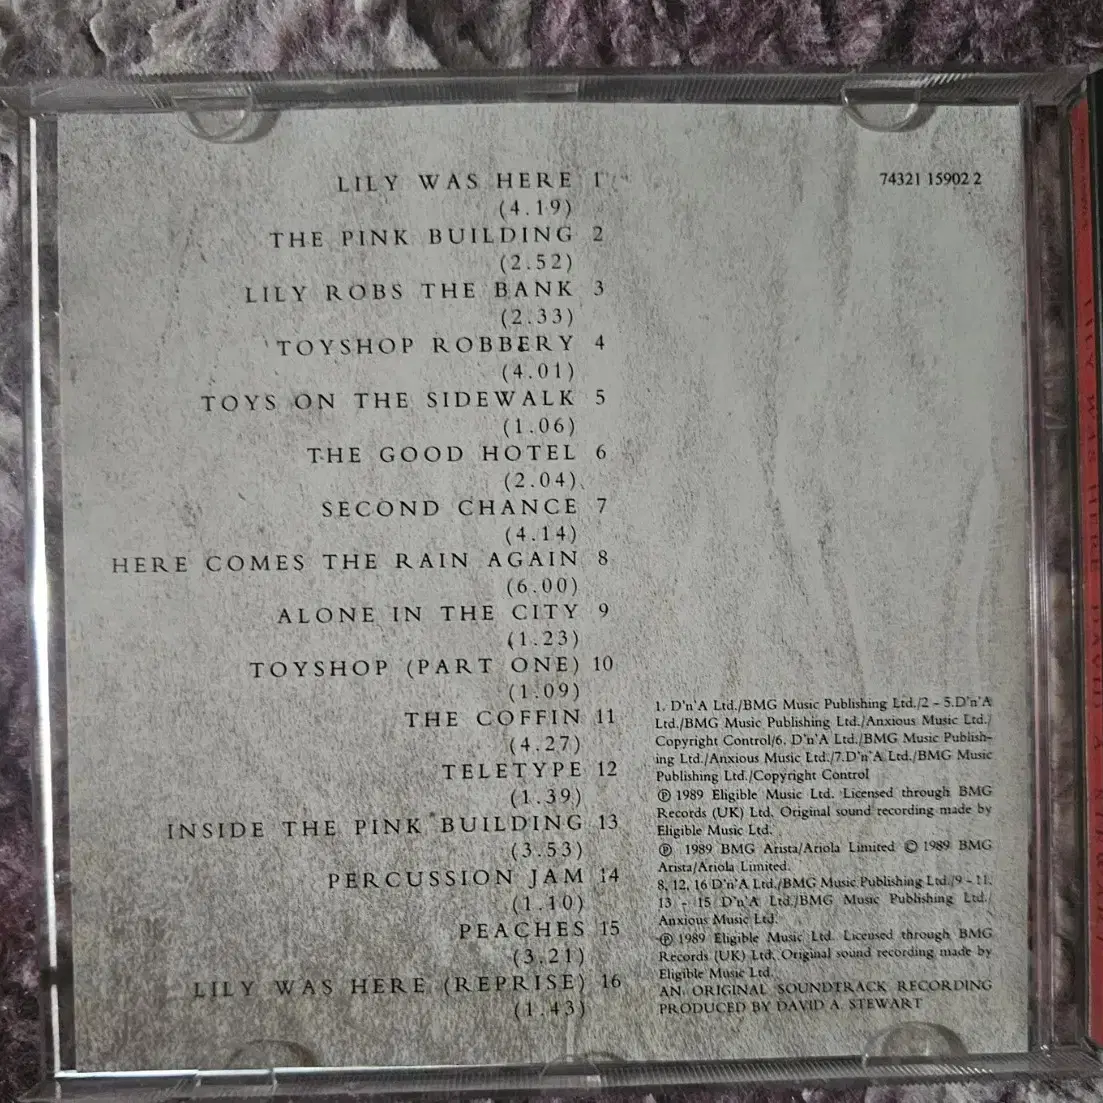 LILY WAS HERE 1
(4.19)
THE PINK BUILDING 2
(2.52)
LILY ROBS THE BANK 3
(2.33)
TOYSHOP ROBBERY 4
(4.01)
TOYS ON THE SIDEWALK 5
(1.06)
THE GOOD HOTEL 6
(2.04)
SECOND CHANCE 7
(4.14)
HERE COMES THE RAIN AGAIN 8
(6.00)
ALONE IN THE CITY 9
(1.23)
TOYSHOP (PART ONE) 10
(1.09)
THE COFFIN 11
(4.27)
TELETYPE 12
(1.39)
INSIDE THE PINK BUILDING 13
(3.53)
PERCUSSION JAM 14
(1.10)
PEACHES 15
(3.21)
LILY WAS HERE (REPRISE) 16
(1.43)
74321 15902 2
1. D'n'A Ltd./BMG Music Publishing Ltd./2 - 5.D'n'A
Ltd./BMG Music Publishing Ltd./Anxious Music Ltd./
Copyright Control/6. D'n'A Ltd./BMG Music Publish-
ing Ltd./Anxious Music Ltd./7.D'n'A Ltd./BMG Music
Publishing Ltd./Copyright Control
℗ 1989 Eligible Music Ltd. Licensed through BMG
Records (UK) Ltd. Original sound recording made by
Eligible Music Ltd.
℗ 1989 BMG Arista/Ariola Limited © 1989 BMG
Arista/Ariola Limited.
8, 12, 16 D'n'A Ltd./BMG Music Publishing Ltd./9 - 11,
13 - 15 D'n'A Ltd./BMG Music Publishing Ltd./
Anxious Music Ltd.
℗ 1989 Eligible Music Ltd. Licensed through BMG
Records (UK) Ltd. Original sound recording made by
Eligible Music Ltd.
AN ORIGINAL SOUNDTRACK RECORDING
PRODUCED BY DAVID A. STEWART
LILY WAS HERE DAVID A. STEWART